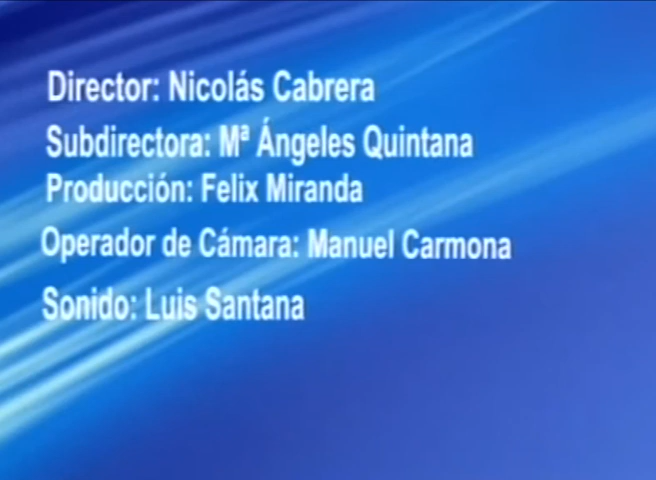 Director: Nicolás Cabrera
Subdirectora: Mª Ángeles Quintana
Producción: Felix Miranda
Operador de Cámara: Manuel Carmona
Sonido: Luis Santana